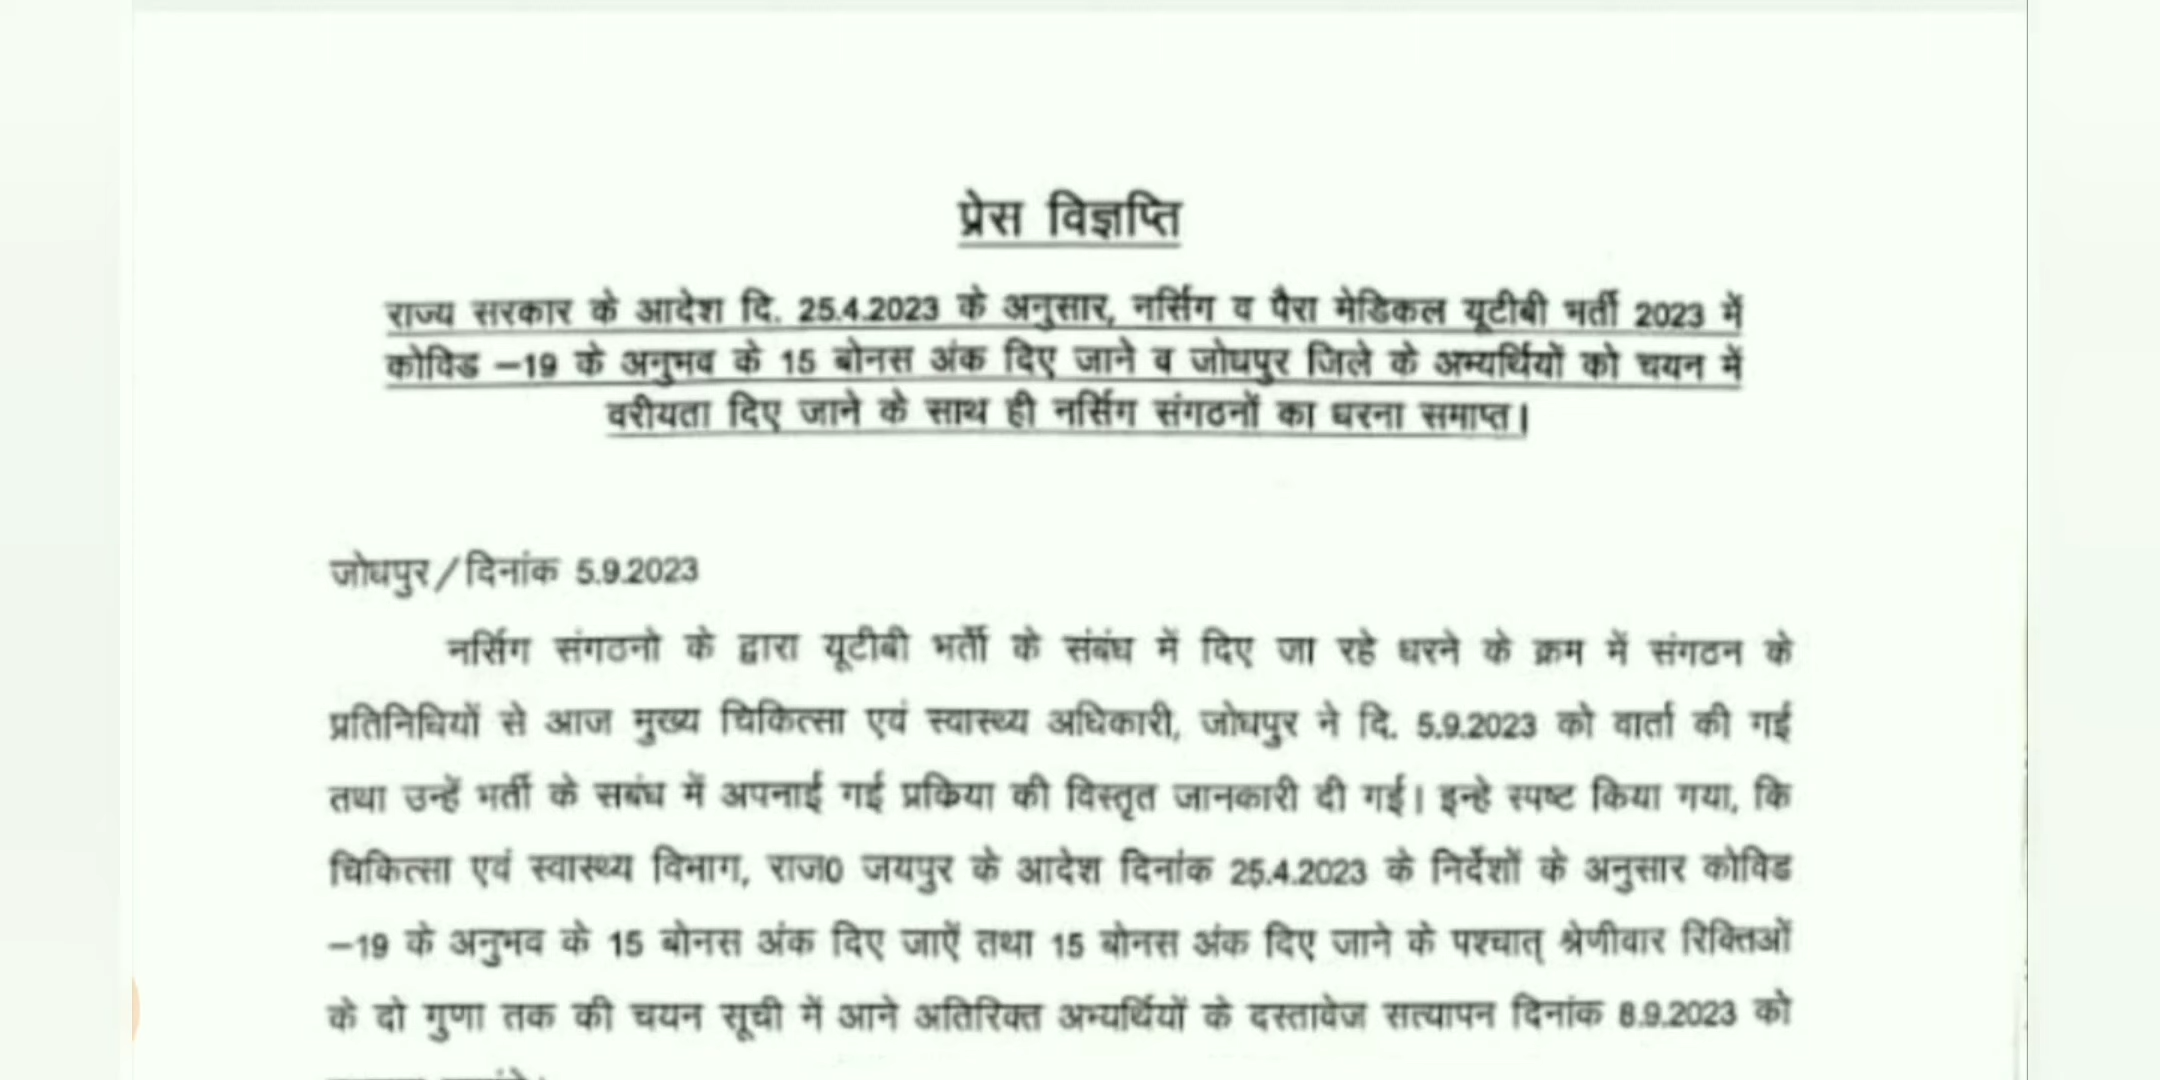 प्रेस विज्ञप्ति
राज्य सरकार के आदेश दि. 25.4.2023 के अनुसार, नर्सिग व पैरा मेडिकल यूटीबी भर्ती 2023 में
कोविड –19 के अनुभव के 15 बोनस अंक दिए जाने व जोधपुर जिले के अभ्यर्थियों को चयन में
वरीयता दिए जाने के साथ ही नर्सिग संगठनों का धरना समाप्त।
जोधपुर/दिनांक 5.9.2023
नर्सिग संगठनो के द्वारा यूटीबी भर्ती के संबंध में दिए जा रहे धरने के क्रम में संगठन के
प्रतिनिधियों से आज मुख्य चिकित्सा एवं स्वास्थ्य अधिकारी, जोधपुर ने दि. 5.9.2023 को वार्ता की गई
तथा उन्हें भर्ती के सबंध में अपनाई गई प्रकिया की विस्तृत जानकारी दी गई। इन्हे स्पष्ट किया गया, कि
चिकित्सा एवं स्वास्थ्य विभाग, राज0 जयपुर के आदेश दिनांक 25.4.2023 के निर्देशों के अनुसार कोविड
–19 के अनुभव के 15 बोनस अंक दिए जाऐं तथा 15 बोनस अंक दिए जाने के पश्चात् श्रेणीवार रिक्तिओं
के दो गुणा तक की चयन सूची में आने अतिरिक्त अभ्यर्थियों के दस्तावेज सत्यापन दिनांक 8.9.2023 को